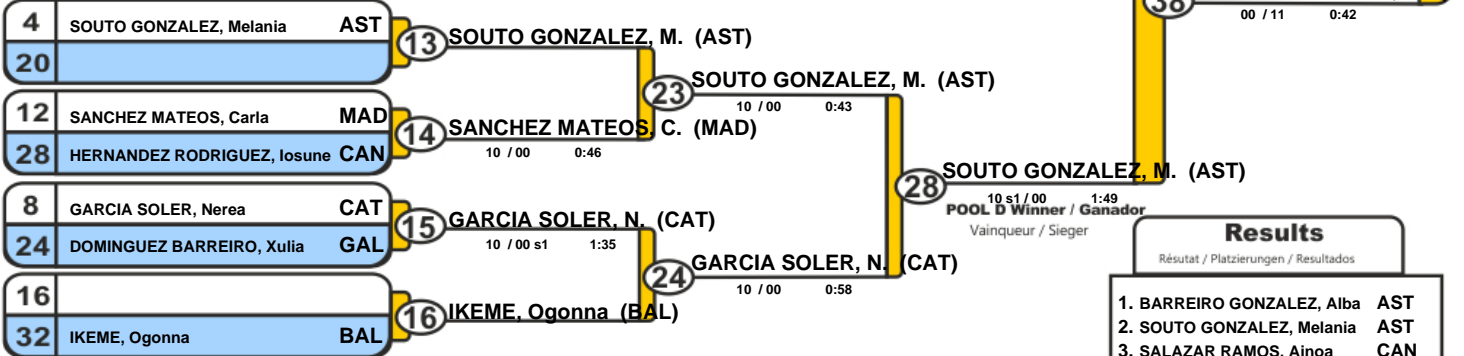 38
00 / 11 0:42
4 SOUTO GONZALEZ, Melania AST
20
13 SOUTO GONZALEZ, M. (AST)
12 SANCHEZ MATEOS, Carla MAD
28 HERNANDEZ RODRIGUEZ, Iosune CAN
14 SANCHEZ MATEOS, C. (MAD)
10 / 00 0:46
23 SOUTO GONZALEZ, M. (AST)
10 / 00 0:43
8 GARCIA SOLER, Nerea CAT
24 DOMINGUEZ BARREIRO, Xulia GAL
15 GARCIA SOLER, N. (CAT)
10 / 00 s1 1:35
16
32 IKEME, Ogonna BAL
16 IKEME, Ogonna (BAL)
24 GARCIA SOLER, N. (CAT)
10 / 00 0:58
28 SOUTO GONZALEZ, M. (AST)
10 s1 / 00 1:49
POOL D Winner / Ganador
Vainqueur / Sieger
Results
Résutat / Platzierungen / Resultados
1. BARREIRO GONZALEZ, Alba AST
2. SOUTO GONZALEZ, Melania AST
3. SALAZAR RAMOS, Ainoa CAN